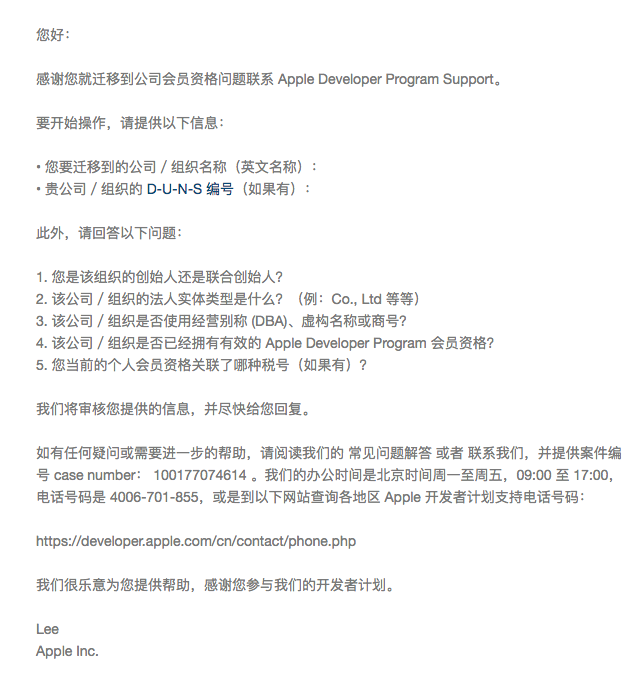 您好：
感谢您就迁移到公司会员资格问题联系 Apple Developer Program Support。
要开始操作，请提供以下信息：
• 您要迁移到的公司 / 组织名称（英文名称）：
• 贵公司 / 组织的 D-U-N-S 编号（如果有）：
此外，请回答以下问题：
1. 您是该组织的创始人还是联合创始人？
2. 该公司 / 组织的法人实体类型是什么？（例：Co., Ltd 等等）
3. 该公司 / 组织是否使用经营别称 (DBA)、虚构名称或商号？
4. 该公司 / 组织是否已经拥有有效的 Apple Developer Program 会员资格？
5. 您当前的个人会员资格关联了哪种税号（如果有）？
我们将审核您提供的信息，并尽快给您回复。
如有任何疑问或需要进一步的帮助，请阅读我们的 常见问题解答 或者 联系我们，并提供案件编
号 case number： 100177074614 。我们的办公时间是北京时间周一至周五，09:00 至 17:00，
电话号码是 4006-701-855，或是到以下网站查询各地区 Apple 开发者计划支持电话号码：
https://developer.apple.com/cn/contact/phone.php
我们很乐意为您提供帮助，感谢您参与我们的开发者计划。
Lee
Apple Inc.